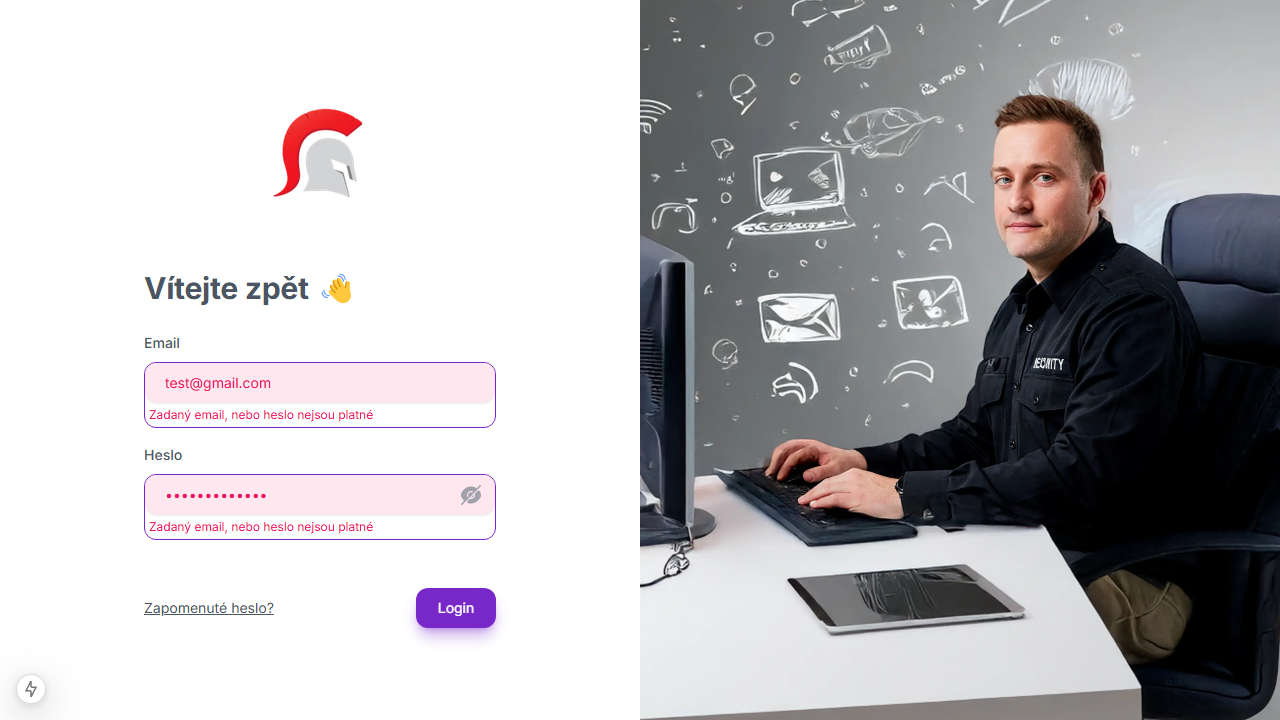 Vítejte zpět 👋
Email
test@gmail.com
Zadaný email, nebo heslo nejsou platné
Heslo
•••••••••••••
Zadaný email, nebo heslo nejsou platné
Zapomenuté heslo?
Login